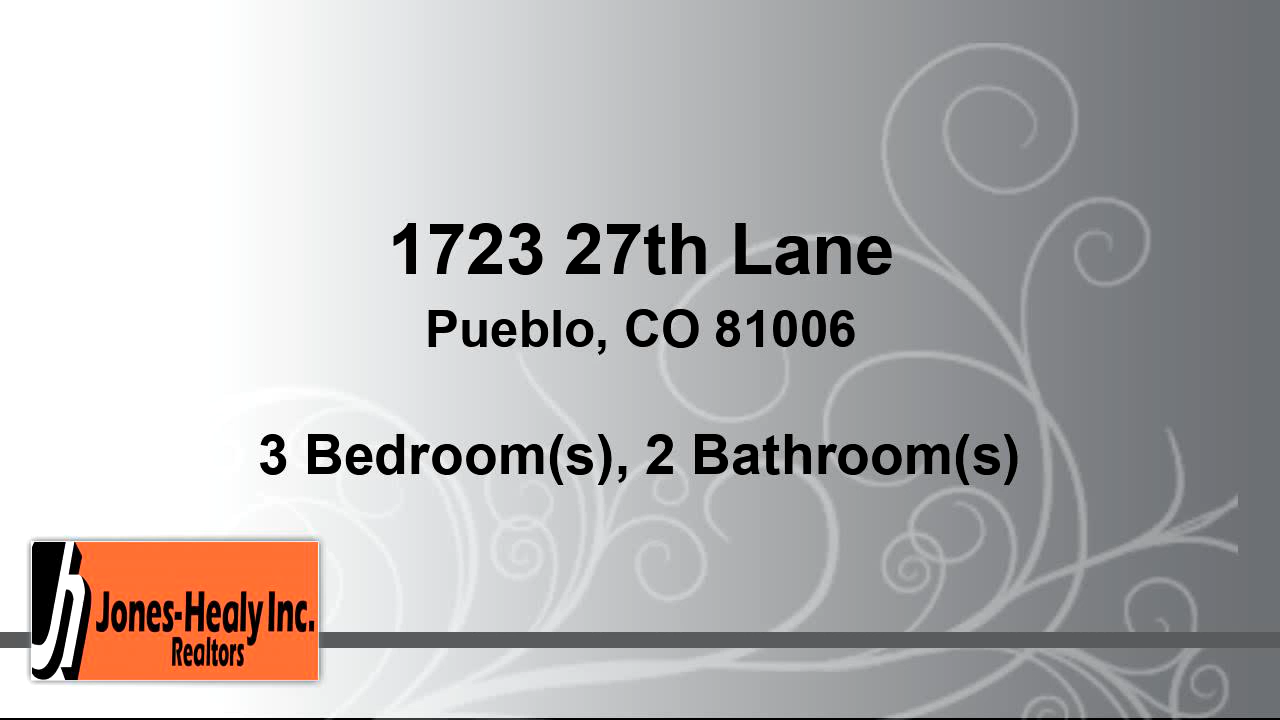 1723 27th Lane
Pueblo, CO 81006
3 Bedroom(s), 2 Bathroom(s)
Jones-Healy Inc.
Realtors